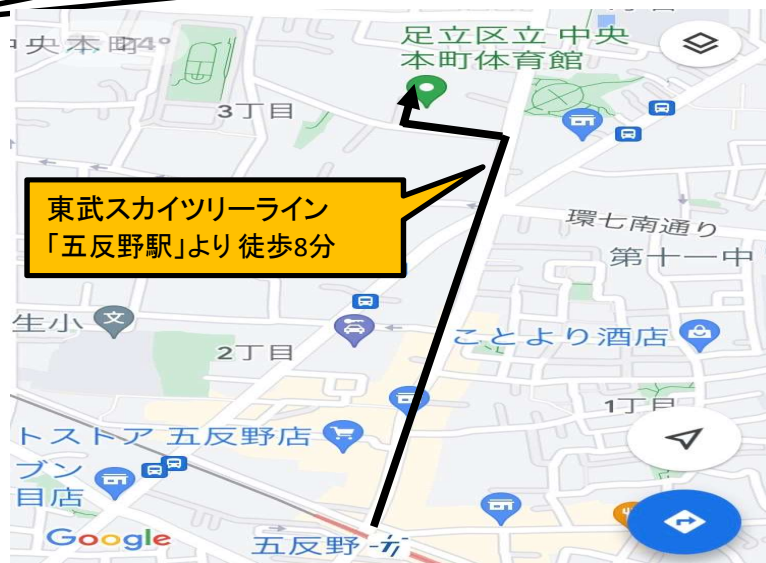 足立区立 中央
本町体育館
中央本町
24°
3丁目
東武スカイツリーライン
「五反野駅」より 徒歩8分
環七南通り
第十一中
生小
文
ことより酒店
2丁目
1丁目
トストア 五反野店
ブン
目店
Google
五反野